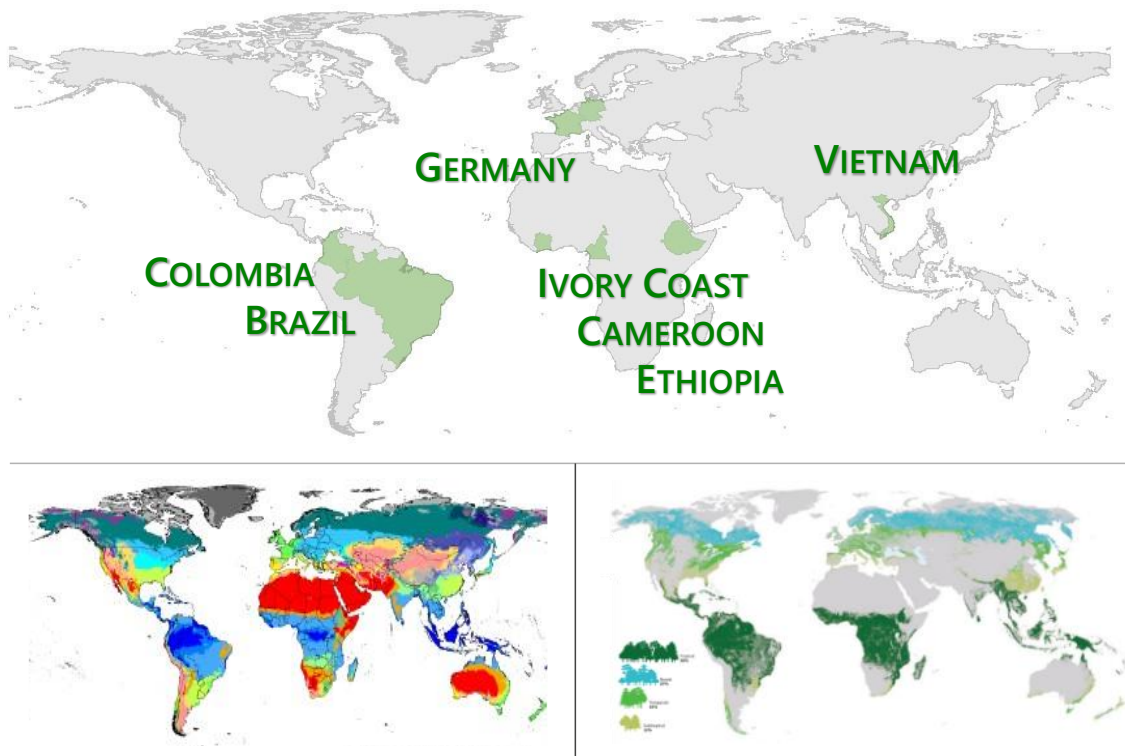 GERMANY
VIETNAM
COLOMBIA
BRAZIL
IVORY COAST
CAMEROON
ETHIOPIA